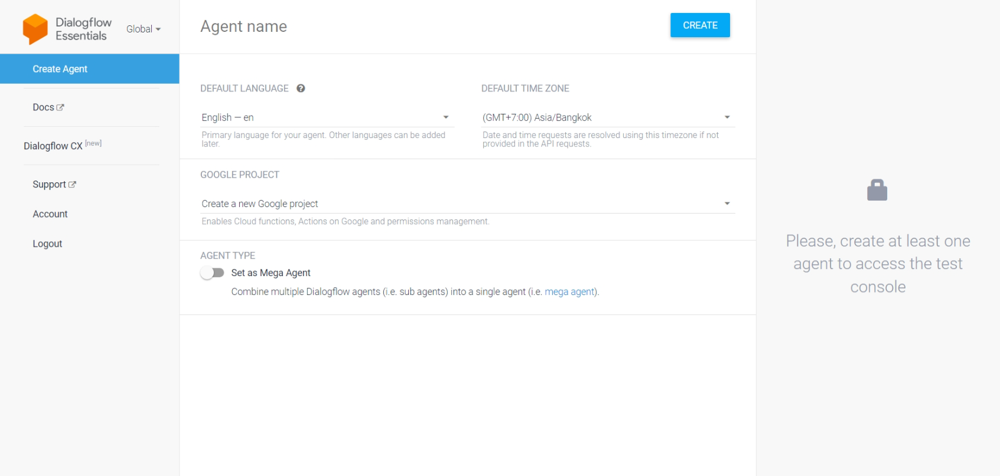 Dialogflow
Essentials
Global
Create Agent
Docs
Dialogflow CX [new]
Support
Account
Logout
Agent name
CREATE
DEFAULT LANGUAGE ?
DEFAULT TIME ZONE
English — en
(GMT+7:00) Asia/Bangkok
Primary language for your agent. Other languages can be added
later.
Date and time requests are resolved using this timezone if not
provided in the API requests.
GOOGLE PROJECT
Create a new Google project
Enables Cloud functions, Actions on Google and permissions management.
AGENT TYPE
Set as Mega Agent
Combine multiple Dialogflow agents (i.e. sub agents) into a single agent (i.e. mega agent).
Please, create at least one
agent to access the test
console